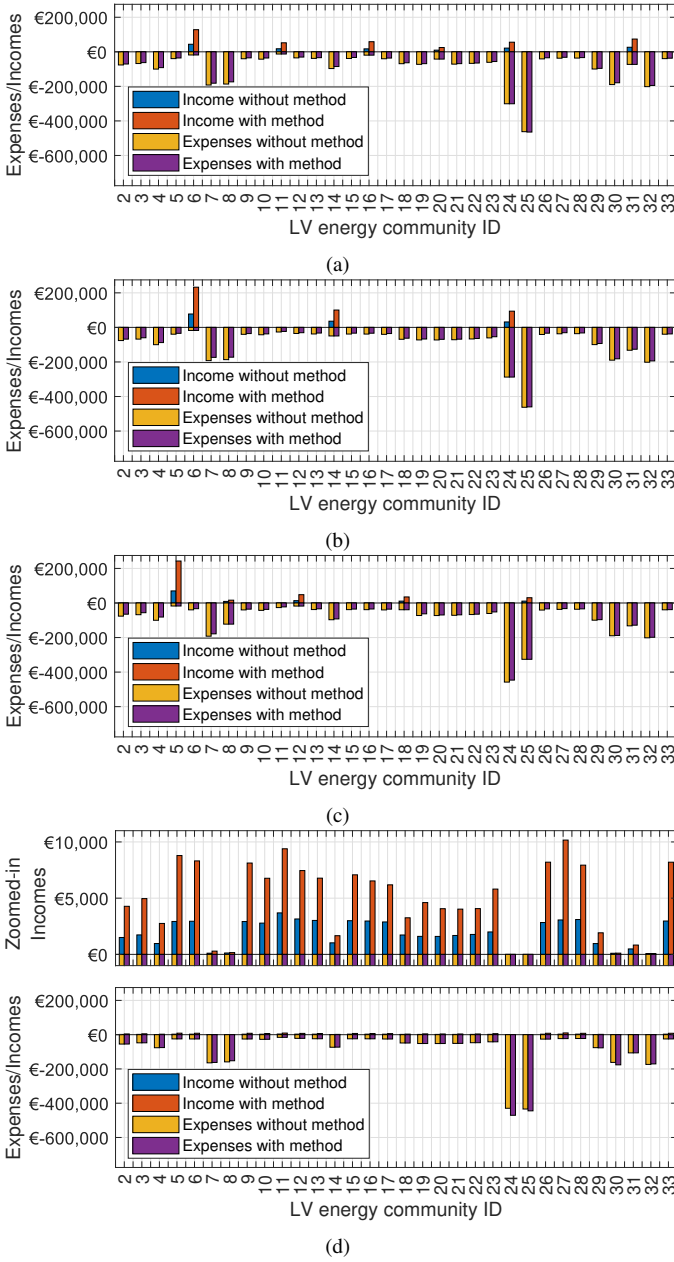 €200,000
€0
€-200,000
€-400,000
€-600,000
Expenses/Incomes
Income without method
Income with method
Expenses without method
Expenses with method
2 3 4 5 6 7 8 9 10 11 12 13 14 15 16 17 18 19 20 21 22 23 24 25 26 27 28 29 30 31 32 33
LV energy community ID
(a)
€200,000
€0
€-200,000
€-400,000
€-600,000
Expenses/Incomes
Income without method
Income with method
Expenses without method
Expenses with method
2 3 4 5 6 7 8 9 10 11 12 13 14 15 16 17 18 19 20 21 22 23 24 25 26 27 28 29 30 31 32 33
LV energy community ID
(b)
€200,000
€0
€-200,000
€-400,000
€-600,000
Expenses/Incomes
Income without method
Income with method
Expenses without method
Expenses with method
2 3 4 5 6 7 8 9 10 11 12 13 14 15 16 17 18 19 20 21 22 23 24 25 26 27 28 29 30 31 32 33
LV energy community ID
(c)
€10,000
€5,000
€0
Zoomed-in
Incomes
€200,000
€0
€-200,000
€-400,000
€-600,000
Expenses/Incomes
Income without method
Income with method
Expenses without method
Expenses with method
2 3 4 5 6 7 8 9 10 11 12 13 14 15 16 17 18 19 20 21 22 23 24 25 26 27 28 29 30 31 32 33
LV energy community ID
(d)